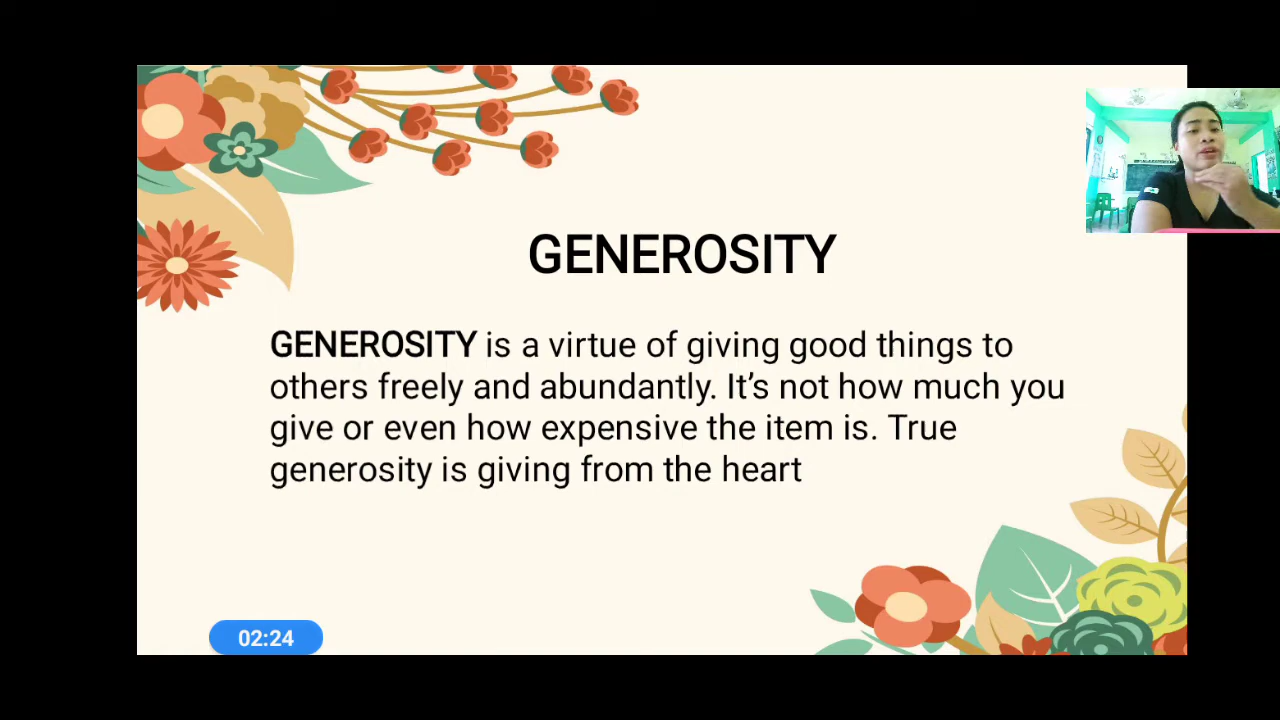 GENEROSITY
GENEROSITY is a virtue of giving good things to
others freely and abundantly. It’s not how much you
give or even how expensive the item is. True
generosity is giving from the heart
02:24